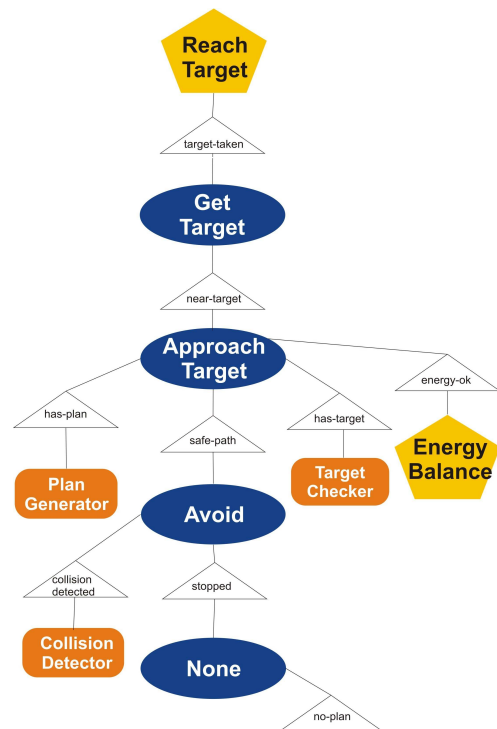 Reach
Target
target-taken
Get
Target
near-target
Approach
Target
energy-ok
has-plan
has-target
safe-path
Energy
Balance
Plan
Generator
Target
Checker
Avoid
collision
detected
stopped
Collision
Detector
None
no-plan